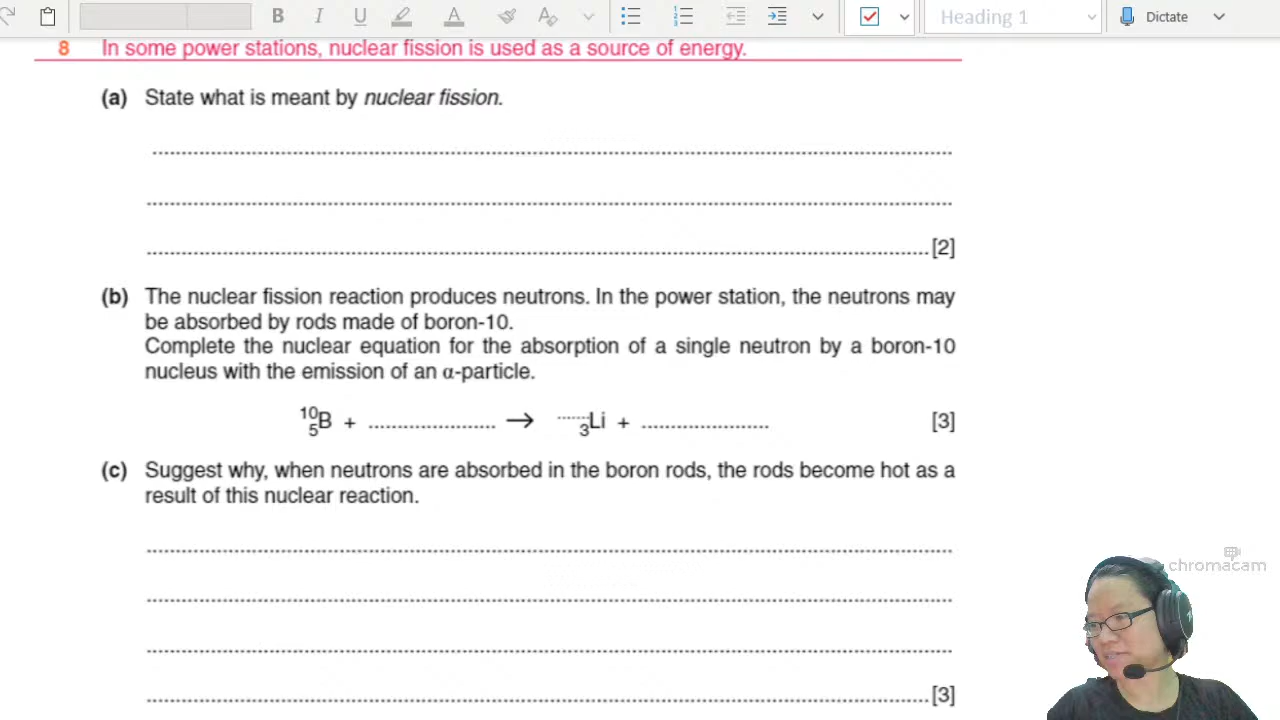 B I U A A Heading 1 Dictate
8 In some power stations, nuclear fission is used as a source of energy.
(a) State what is meant by nuclear fission.
..........
..........
.......... [2]
(b) The nuclear fission reaction produces neutrons. In the power station, the neutrons may
be absorbed by rods made of boron-10.
Complete the nuclear equation for the absorption of a single neutron by a boron-10
nucleus with the emission of an α-particle.
¹⁰₅B + .......... → ......₃Li + .......... [3]
(c) Suggest why, when neutrons are absorbed in the boron rods, the rods become hot as a
result of this nuclear reaction.
..........
..........
..........
.......... [3]
chromacam